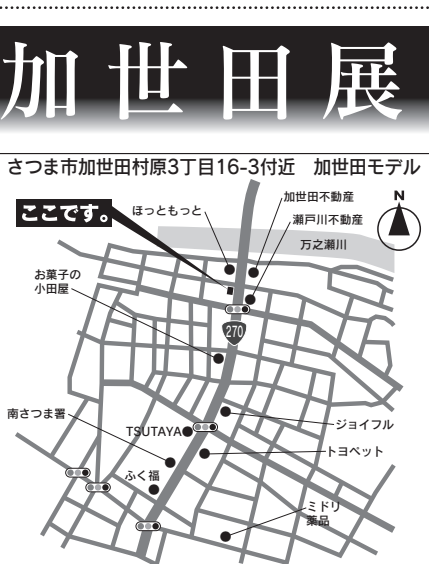 加世田展
さつま市加世田村原3丁目16-3付近　加世田モデル
ここです。
ほっともっと
加世田不動産
瀬戸川不動産
N
万之瀬川
お菓子の
小田屋
270
南さつま署
TSUTAYA
ジョイフル
トヨペット
ふく福
ミドリ
薬品